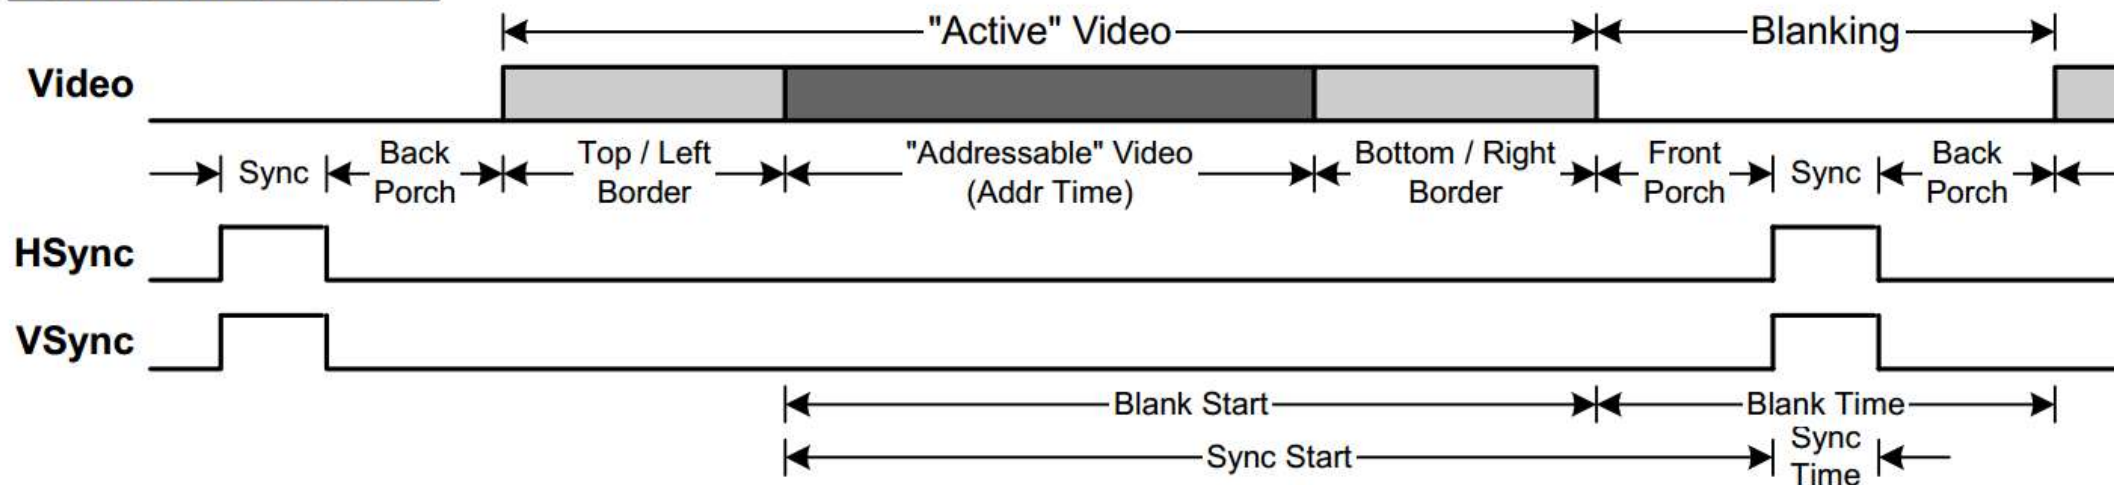 "Active" Video
Blanking
Video
Sync
Back
Porch
Top / Left
Border
"Addressable" Video
(Addr Time)
Bottom / Right
Border
Front
Porch
Sync
Back
Porch
HSync
VSync
Blank Start
Blank Time
Sync Start
Sync
Time